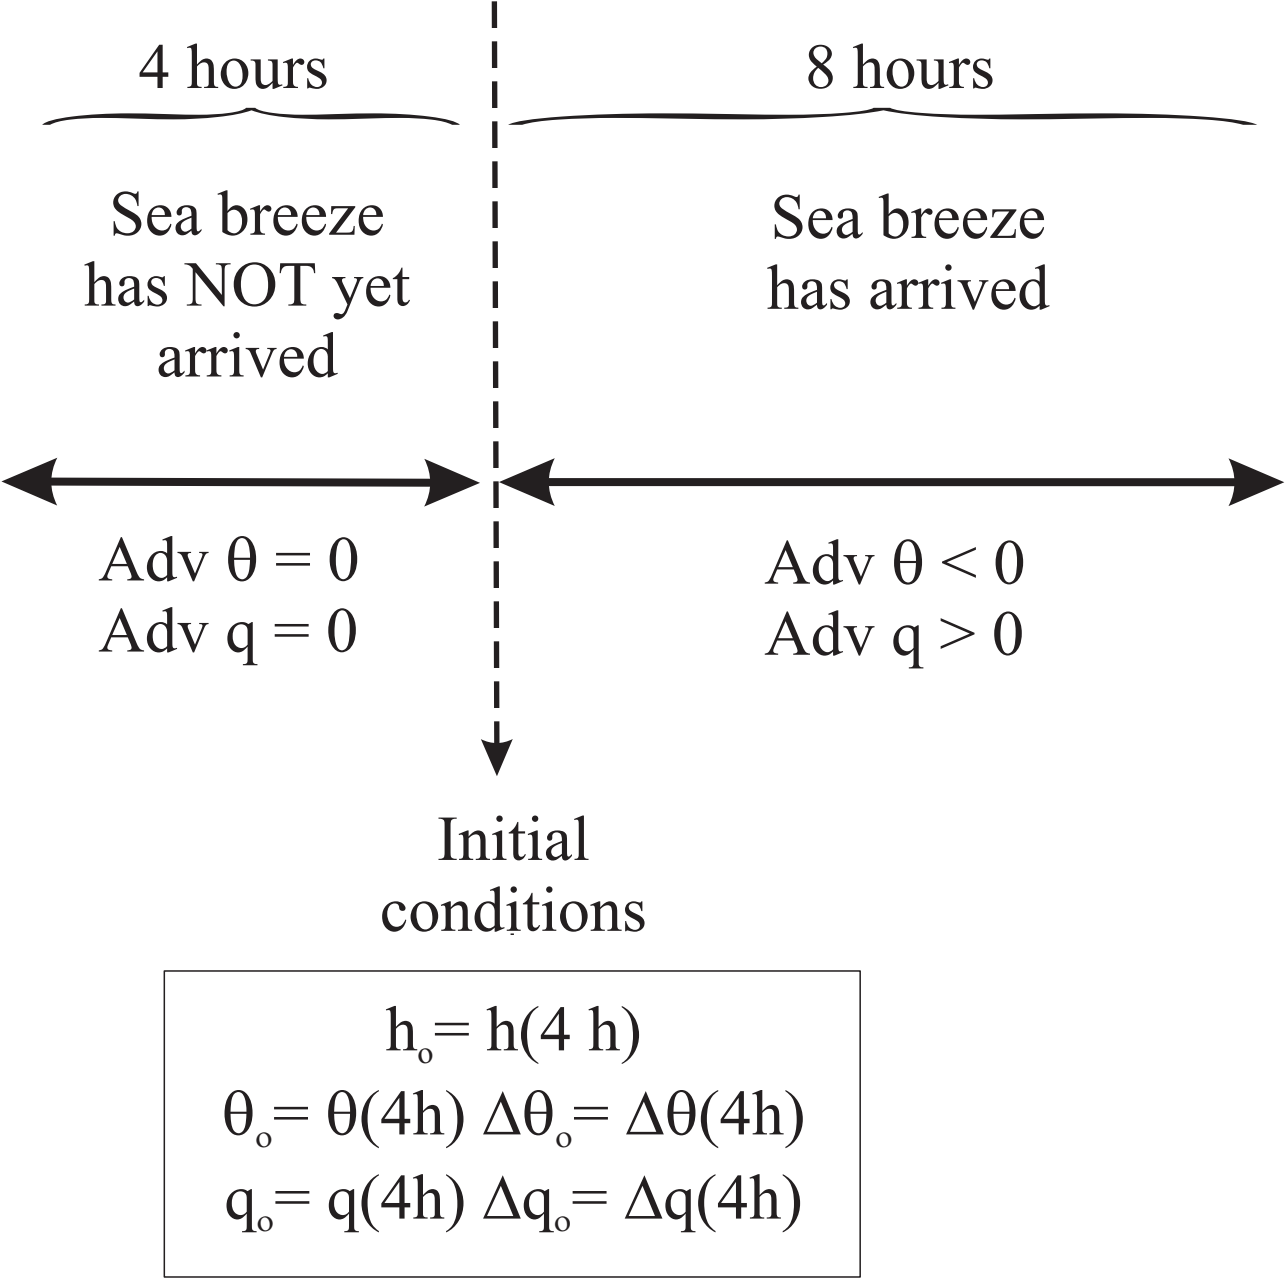 4 hours
8 hours
Sea breeze
has NOT yet
arrived
Sea breeze
has arrived
Adv θ = 0
Adv q = 0
Adv θ < 0
Adv q > 0
Initial
conditions
hₒ= h(4 h)
θₒ= θ(4h) Δθₒ= Δθ(4h)
qₒ= q(4h) Δqₒ= Δq(4h)